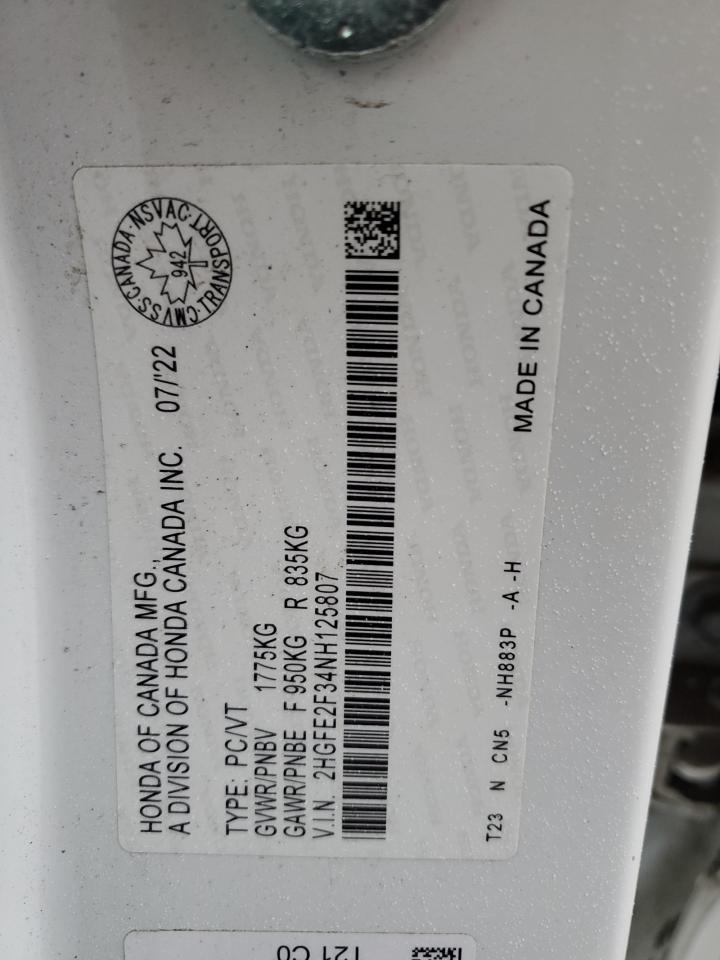 HONDA OF CANADA MFG.,
A DIVISION OF HONDA CANADA INC. 07/'22
CMVSS·CANADA·NSVAC·TRANSPORT·
942
TYPE: PC/VT
GVWR/PNBV 1775KG
GAWR/PNBE F 950KG R 835KG
V.I.N. 2HGFE2F34NH125807
T23 N CN5 -NH883P -A -H
MADE IN CANADA